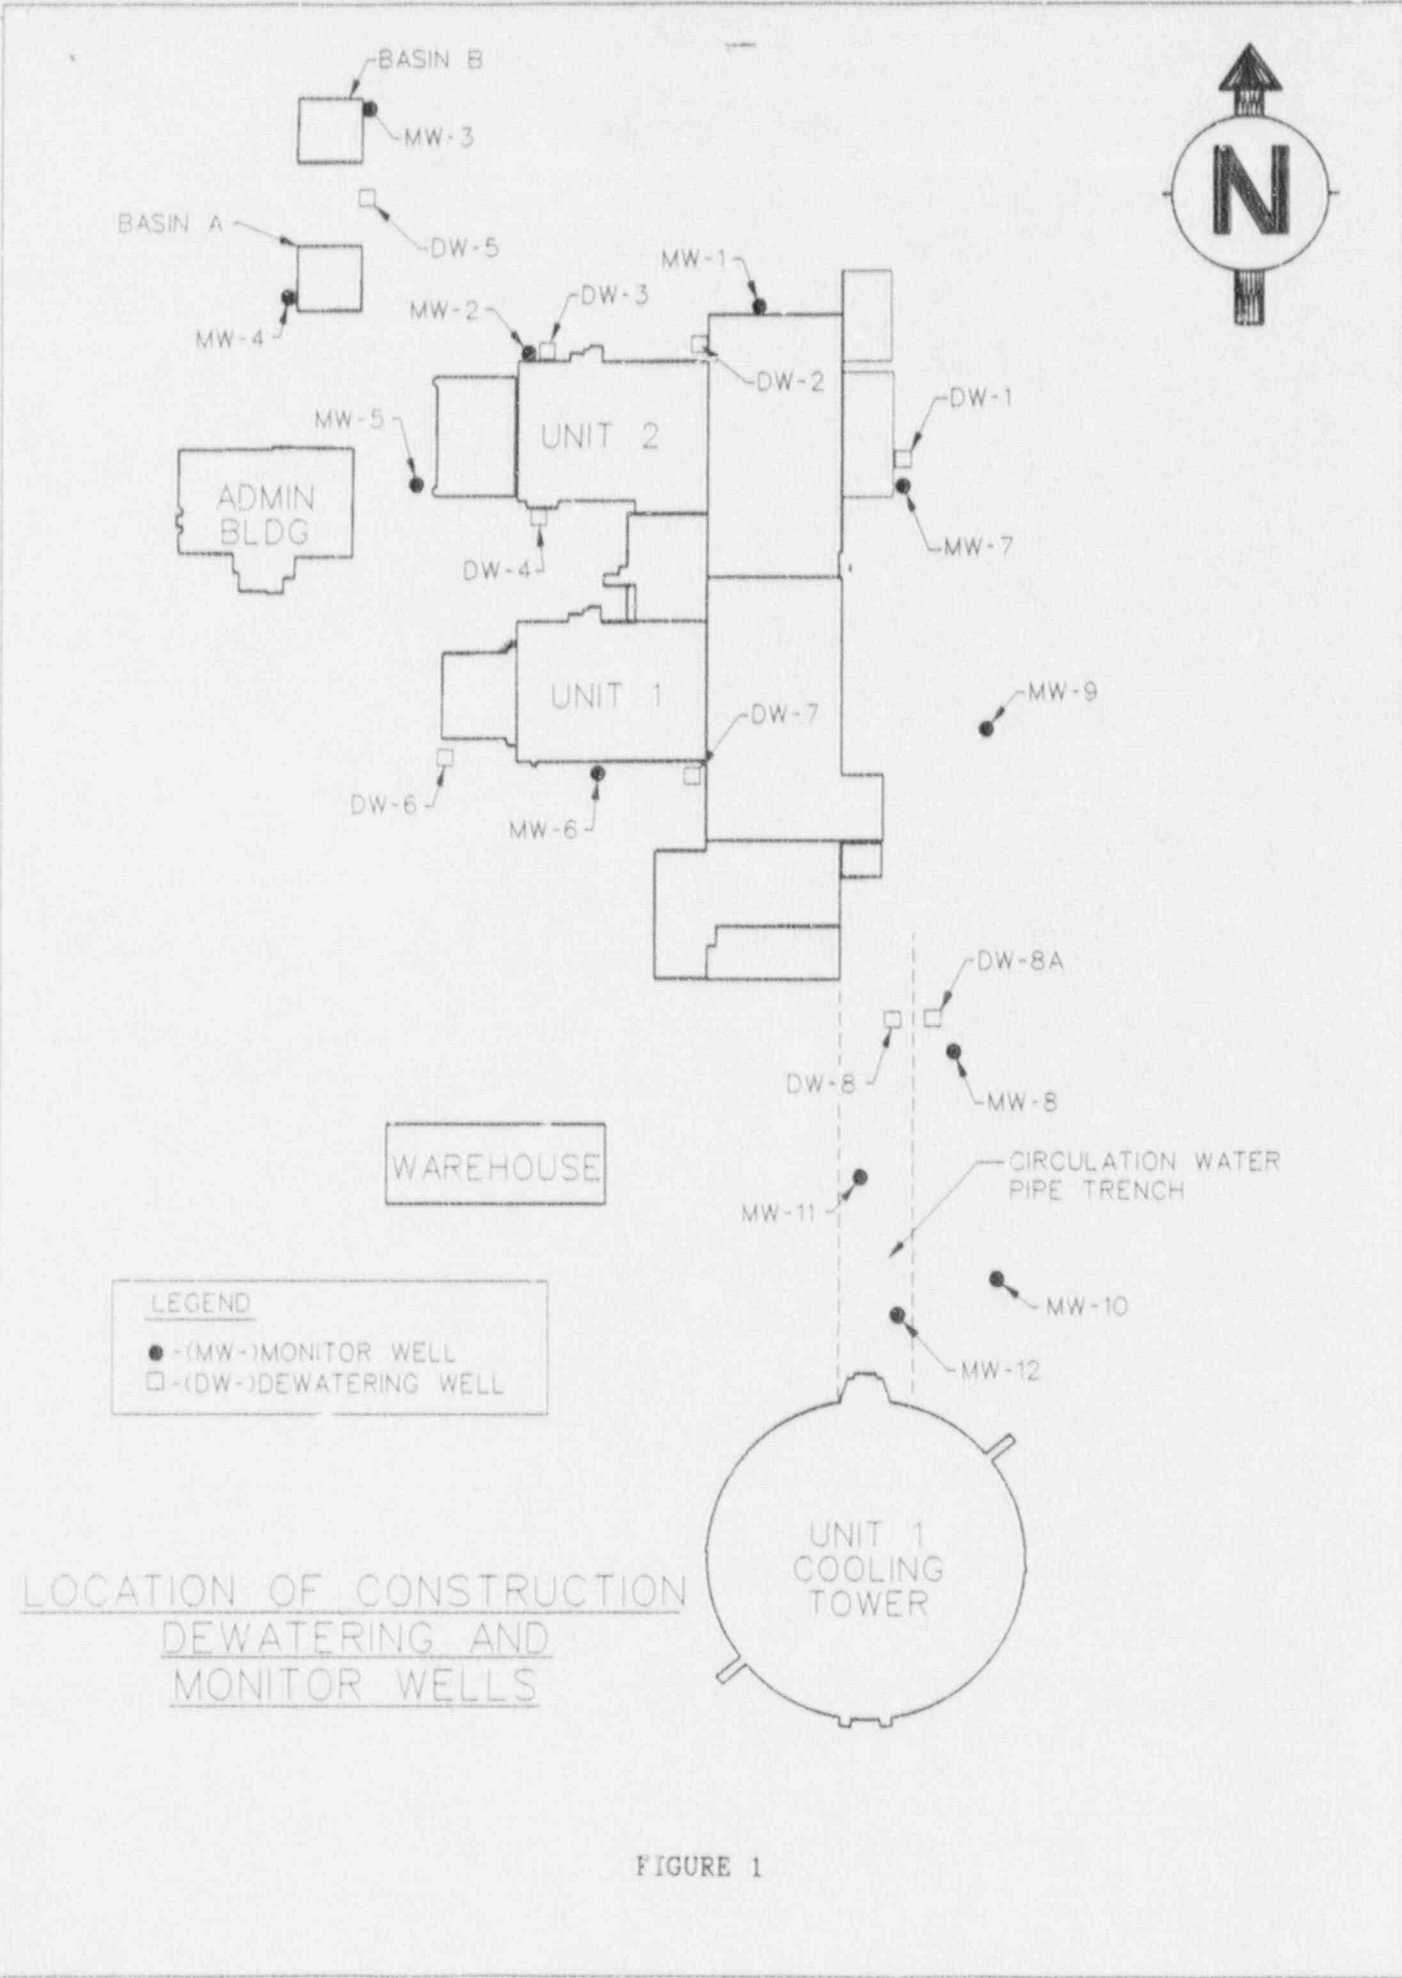 BASIN B
MW-3
N
BASIN A
DW-5
MW-4
MW-1
DW-3
MW-2
DW-2
DW-1
MW-5
UNIT 2
ADMIN
BLDG
MW-7
DW-4
UNIT 1
MW-9
DW-7
DW-6
MW-6
DW-8A
DW-8
MW-8
WAREHOUSE
CIRCULATION WATER
PIPE TRENCH
MW-11
MW-10
MW-12
LEGEND
-(MW-)MONITOR WELL
-(DW-)DEWATERING WELL
UNIT 1
COOLING
TOWER
LOCATION OF CONSTRUCTION
DEWATERING AND
MONITOR WELLS
FIGURE 1